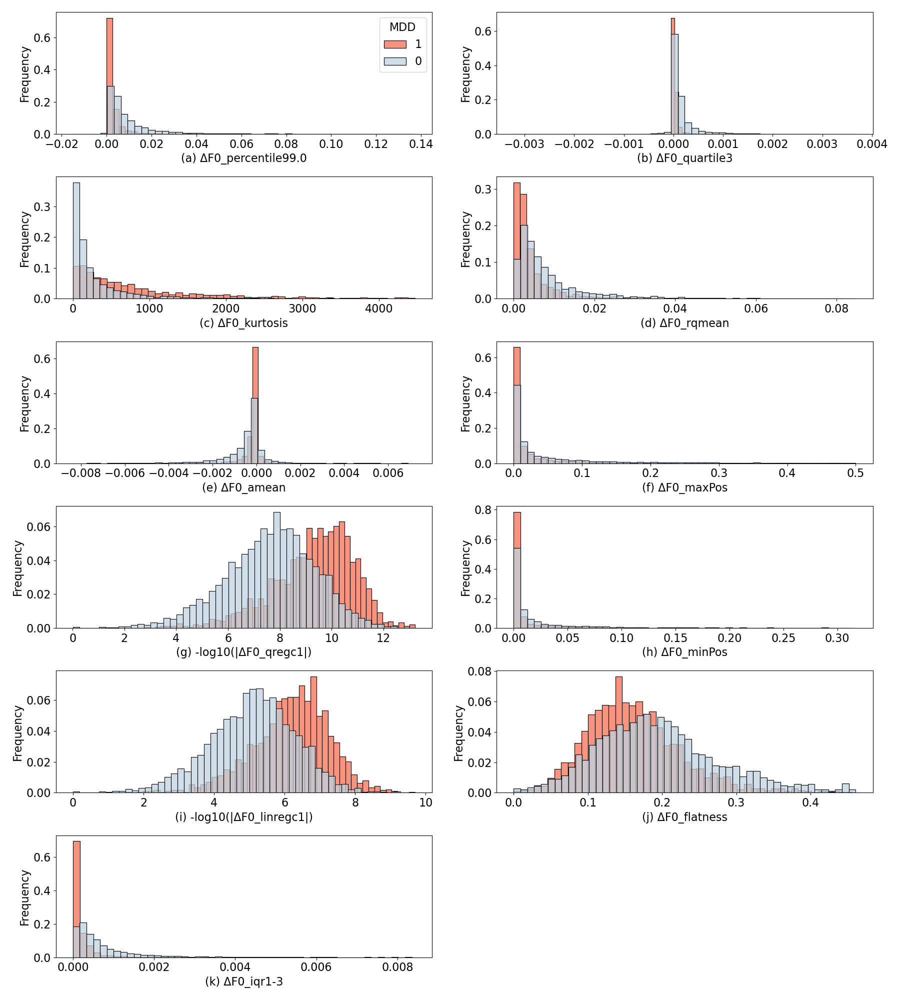 MDD
1
0
Frequency
0.6
0.4
0.2
0.0
−0.02 0.00 0.02 0.04 0.06 0.08 0.10 0.12 0.14
(a) ΔF0_percentile99.0
Frequency
0.6
0.4
0.2
0.0
−0.003 −0.002 −0.001 0.000 0.001 0.002 0.003 0.004
(b) ΔF0_quartile3
Frequency
0.3
0.2
0.1
0.0
0 1000 2000 3000 4000
(c) ΔF0_kurtosis
Frequency
0.3
0.2
0.1
0.0
0.00 0.02 0.04 0.06 0.08
(d) ΔF0_rqmean
Frequency
0.6
0.4
0.2
0.0
−0.008 −0.006 −0.004 −0.002 0.000 0.002 0.004 0.006
(e) ΔF0_amean
Frequency
0.6
0.4
0.2
0.0
0.0 0.1 0.2 0.3 0.4 0.5
(f) ΔF0_maxPos
Frequency
0.06
0.04
0.02
0.00
0 2 4 6 8 10 12
(g) -log10(|ΔF0_qregc1|)
Frequency
0.8
0.6
0.4
0.2
0.0
0.00 0.05 0.10 0.15 0.20 0.25 0.30
(h) ΔF0_minPos
Frequency
0.06
0.04
0.02
0.00
0 2 4 6 8 10
(i) -log10(|ΔF0_linregc1|)
Frequency
0.08
0.06
0.04
0.02
0.00
0.0 0.1 0.2 0.3 0.4
(j) ΔF0_flatness
Frequency
0.6
0.4
0.2
0.0
0.000 0.002 0.004 0.006 0.008
(k) ΔF0_iqr1-3